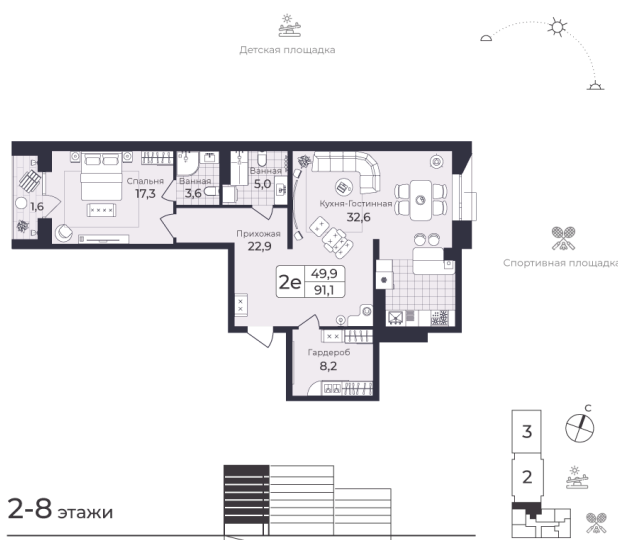 Детская площадка
Спальня
17,3
Ванная
3,6
Ванная
5,0
Кухня-Гостиная
32,6
1,6
Прихожая
22,9
2е
49,9
91,1
Спортивная площадка
Гардероб
8,2
С
3
2
2-8 этажи